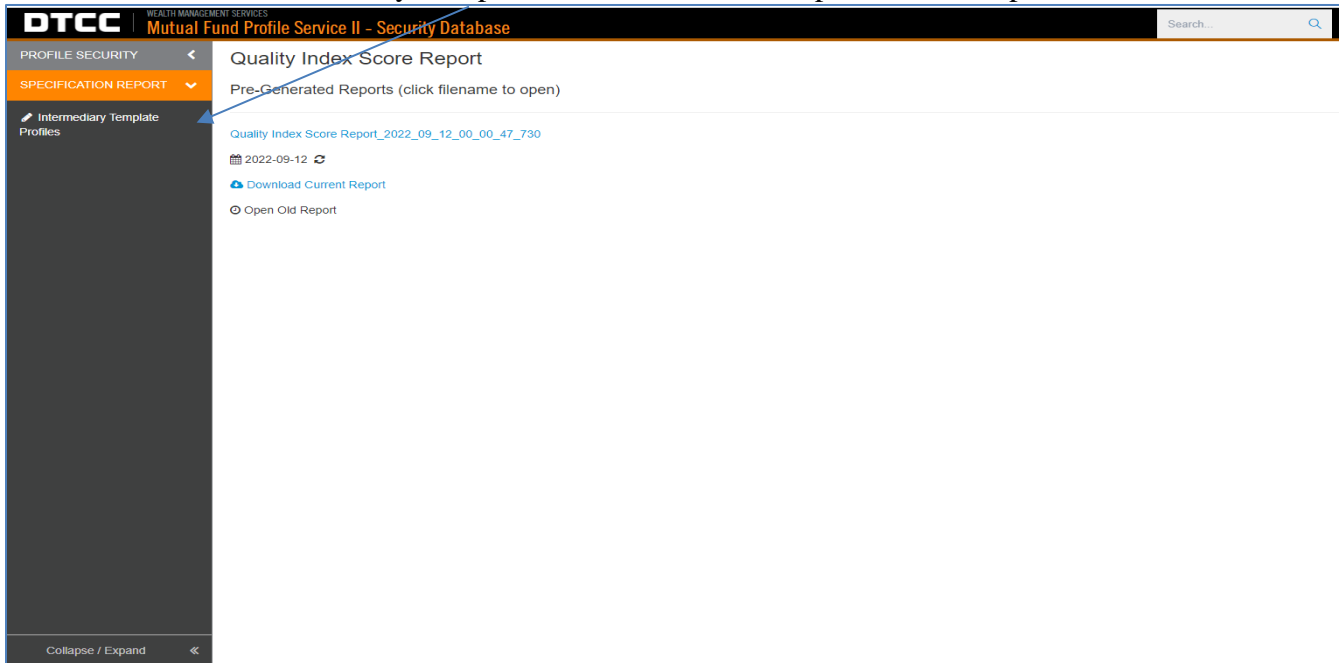 DTCC
WEALTH MANAGEMENT SERVICES
Mutual Fund Profile Service II - Security Database
Search...
PROFILE SECURITY
SPECIFICATION REPORT
Intermediary Template
Profiles
Quality Index Score Report
Pre-Generated Reports (click filename to open)
Quality Index Score Report_2022_09_12_00_00_47_730
2022-09-12
Download Current Report
Open Old Report
Collapse / Expand